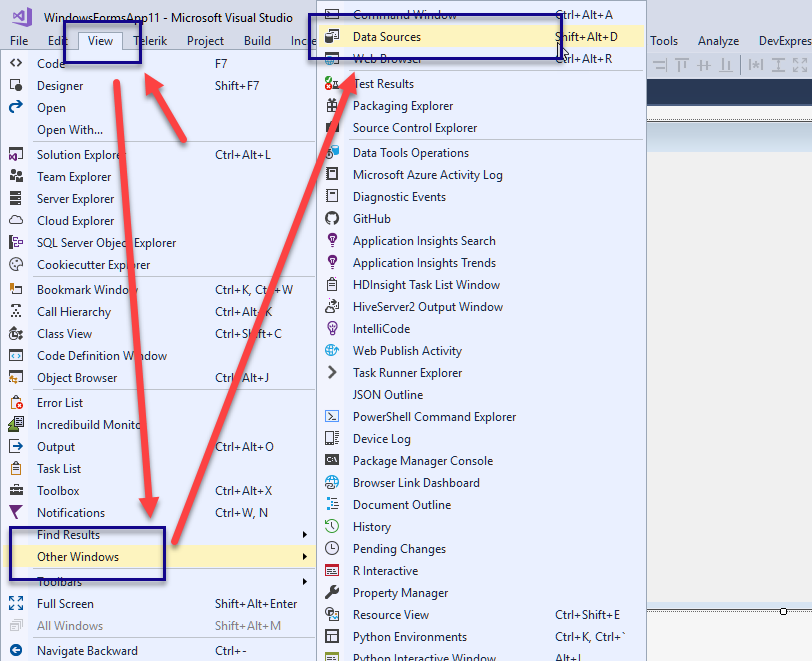 WindowsFormsApp11 - Microsoft Visual Studio
File Edit View Telerik Project Build Tools Analyze DevExpres
Code F7
Designer Shift+F7
Open
Open With...
Solution Explorer Ctrl+Alt+L
Team Explorer
Server Explorer
Cloud Explorer
SQL Server Object Explorer
Cookiecutter Explorer
Bookmark Window Ctrl+K, Ctrl+W
Call Hierarchy Ctrl+Alt+K
Class View Ctrl+Shift+C
Code Definition Window
Object Browser Ctrl+Alt+J
Error List
Incredibuild Monitor
Output Ctrl+Alt+O
Task List
Toolbox Ctrl+Alt+X
Notifications Ctrl+W, N
Find Results
Other Windows
Toolbars
Full Screen Shift+Alt+Enter
All Windows Shift+Alt+M
Navigate Backward Ctrl+-
Command Window Ctrl+Alt+A
Data Sources Shift+Alt+D
Web Browser Ctrl+Alt+R
Test Results
Packaging Explorer
Source Control Explorer
Data Tools Operations
Microsoft Azure Activity Log
Diagnostic Events
GitHub
Application Insights Search
Application Insights Trends
HDInsight Task List Window
HiveServer2 Output Window
IntelliCode
Web Publish Activity
Task Runner Explorer
JSON Outline
PowerShell Command Explorer
Device Log
Package Manager Console
Browser Link Dashboard
Document Outline
History
Pending Changes
R Interactive
Property Manager
Resource View Ctrl+Shift+E
Python Environments Ctrl+K, Ctrl+`
Python Interactive Window Alt+I